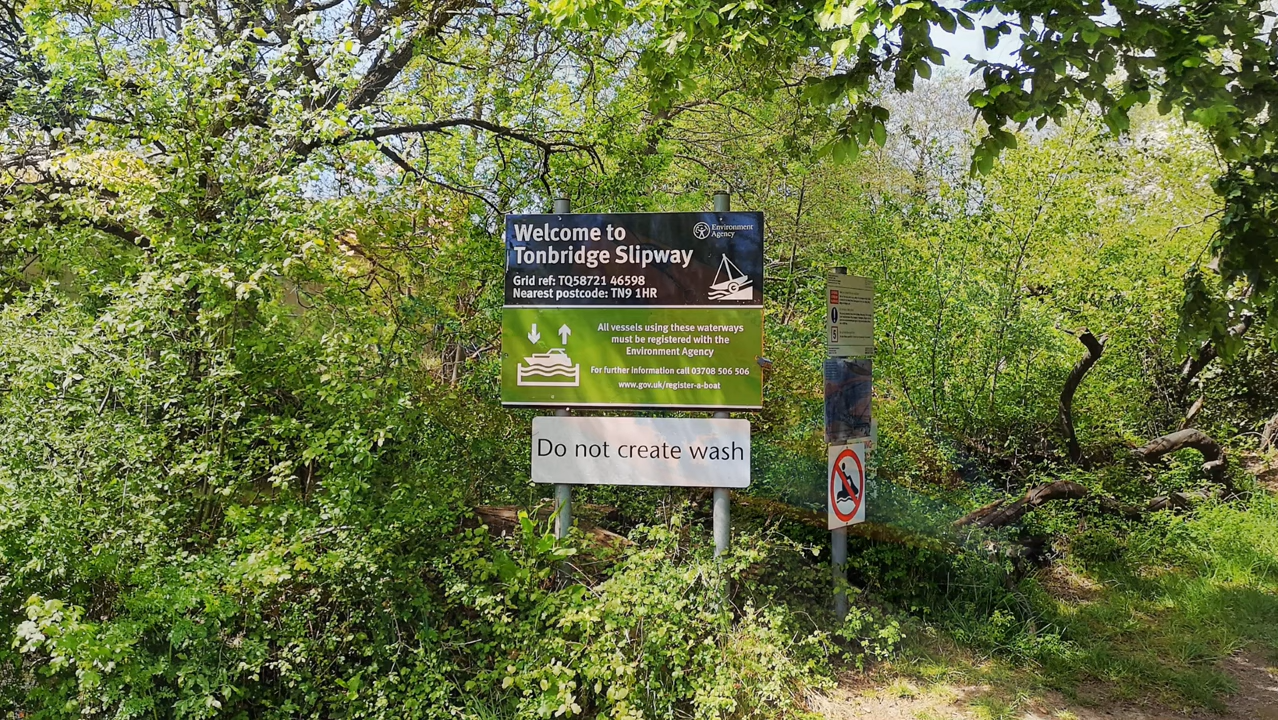 Welcome to
Tonbridge Slipway
Environment
Agency
Grid ref: TQ58721 46598
Nearest postcode: TN9 1HR
All vessels using these waterways
must be registered with the
Environment Agency
For further information call 03708 506 506
www.gov.uk/register-a-boat
Do not create wash